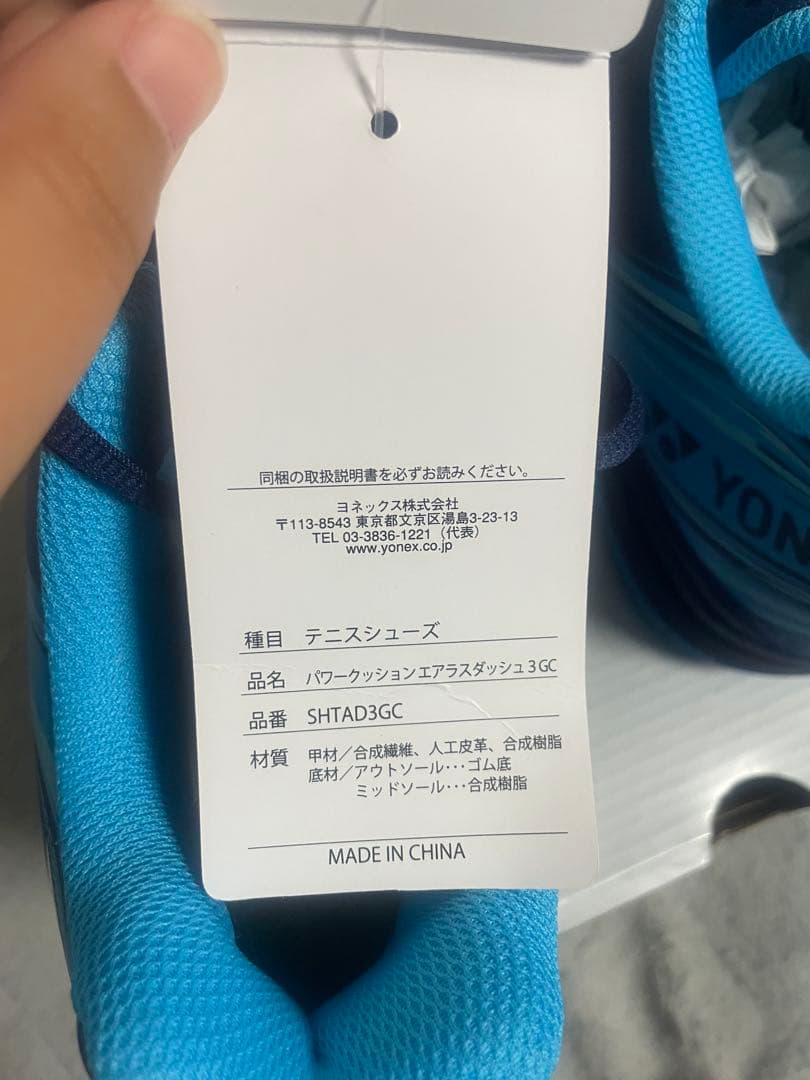 同梱の取扱説明書を必ずお読みください。
ヨネックス株式会社
〒113-8543 東京都文京区湯島3-23-13
TEL 03-3836-1221（代表）
www.yonex.co.jp
種目 テニスシューズ
品名 パワークッションエアラスダッシュ3GC
品番 SHTAD3GC
材質 甲材／合成繊維、人工皮革、合成樹脂
底材／アウトソール･･･ゴム底
ミッドソール･･･合成樹脂
MADE IN CHINA
YON